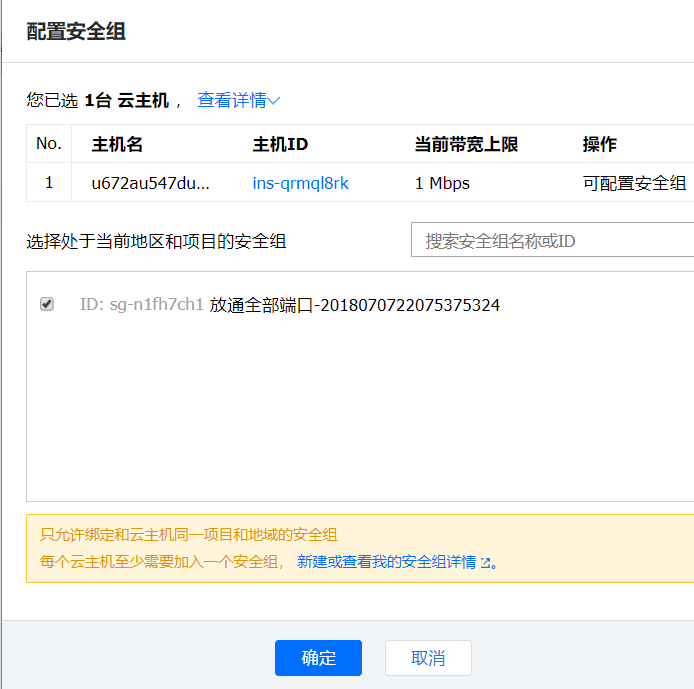 配置安全组
您已选 1台 云主机， 查看详情
No. 主机名 主机ID 当前带宽上限 操作
1 u672au547du... ins-qrmql8rk 1 Mbps 可配置安全组
选择处于当前地区和项目的安全组 搜索安全组名称或ID
ID: sg-n1fh7ch1 放通全部端口-2018070722075375324
只允许绑定和云主机同一项目和地域的安全组
每个云主机至少需要加入一个安全组， 新建或查看我的安全组详情。
确定 取消